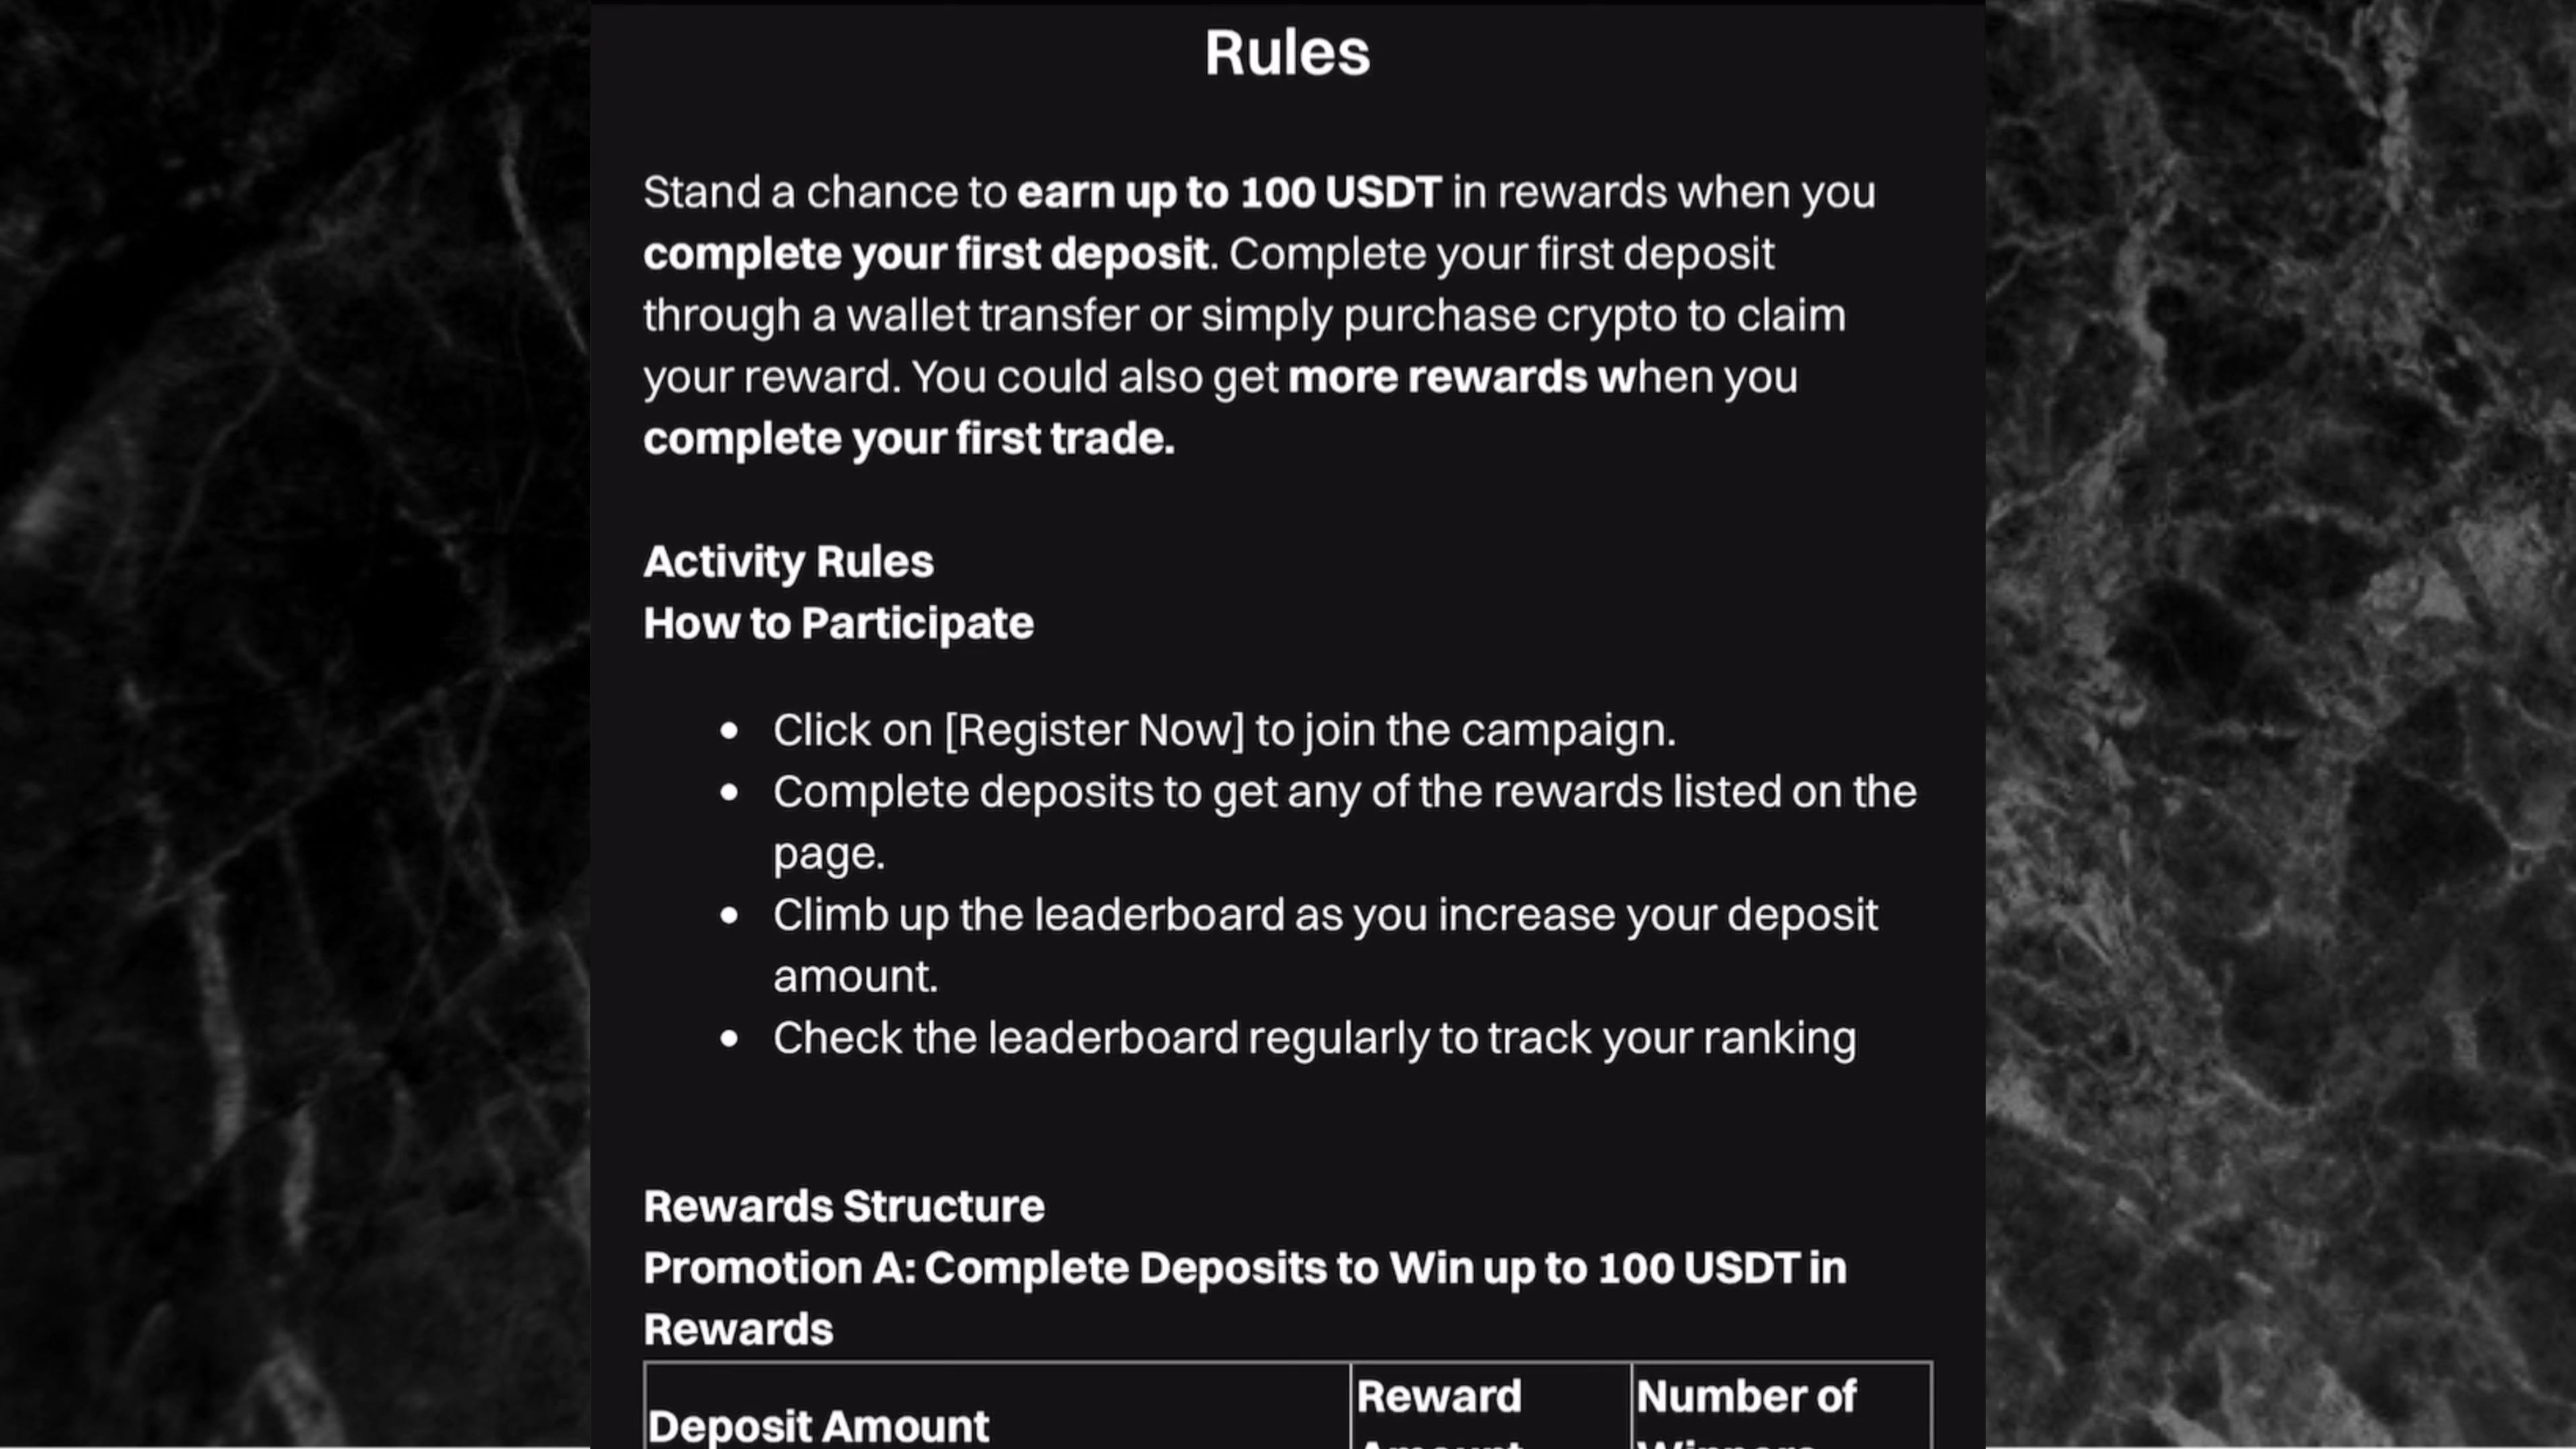 Rules
Stand a chance to earn up to 100 USDT in rewards when you
complete your first deposit. Complete your first deposit
through a wallet transfer or simply purchase crypto to claim
your reward. You could also get more rewards when you
complete your first trade.
Activity Rules
How to Participate
• Click on [Register Now] to join the campaign.
• Complete deposits to get any of the rewards listed on the
page.
• Climb up the leaderboard as you increase your deposit
amount.
• Check the leaderboard regularly to track your ranking
Rewards Structure
Promotion A: Complete Deposits to Win up to 100 USDT in
Rewards
Deposit Amount
Reward
Number of